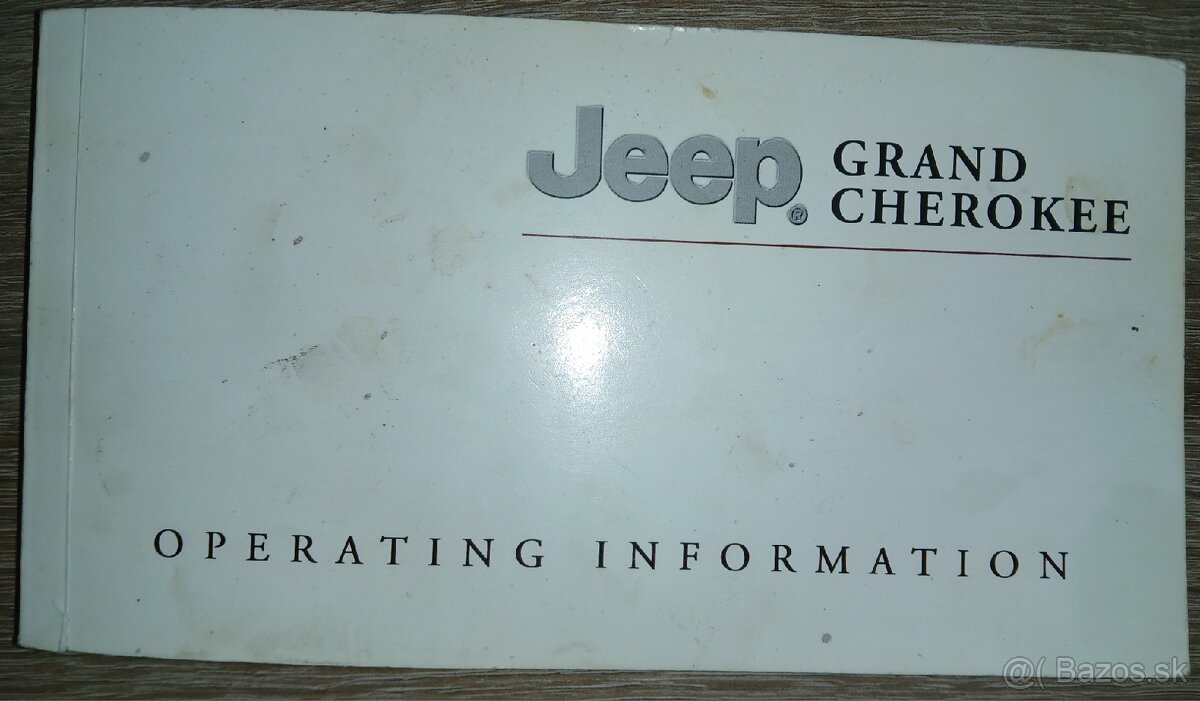 Jeep® GRAND
CHEROKEE
OPERATING INFORMATION
@( Bazos.sk